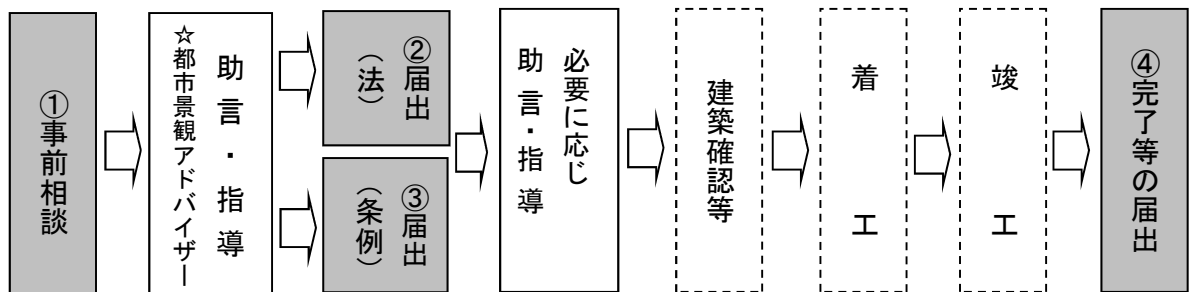 ①事前相談
助言・指導
☆都市景観アドバイザー
②届出
（法）
③届出
（条例）
必要に応じ
助言・指導
建築確認等
着工
竣工
④完了等の届出